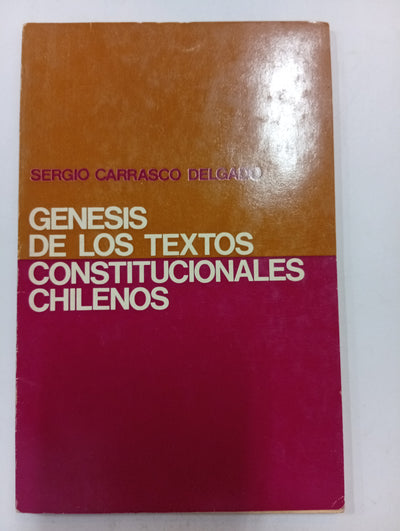 SERGIO CARRASCO DELGADO
GENESIS
DE LOS TEXTOS
CONSTITUCIONALES
CHILENOS